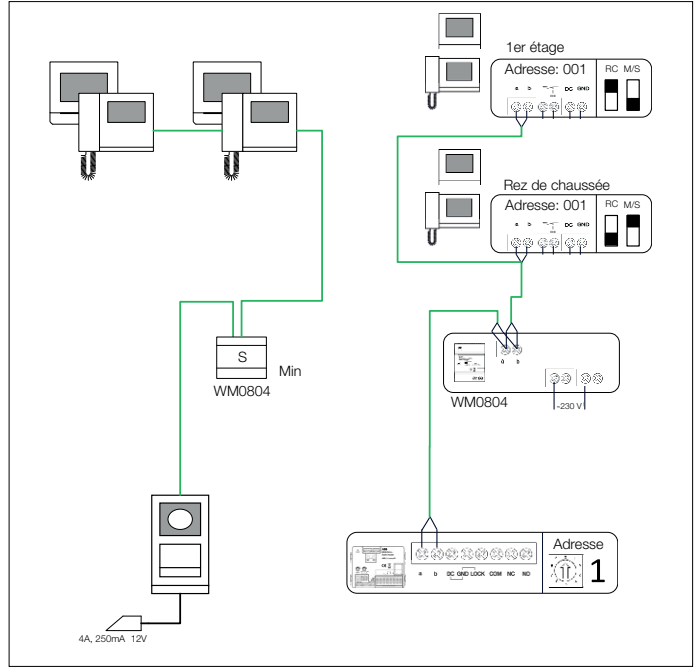 1er étage
Adresse: 001
RC M/S
a b DC GND
Rez de chaussée
Adresse: 001
RC M/S
a b DC GND
S
Min
WM0804
a b
WM0804
~230 V
Adresse
1
a b DC GND LOCK COM NC NO
4A, 250mA 12V